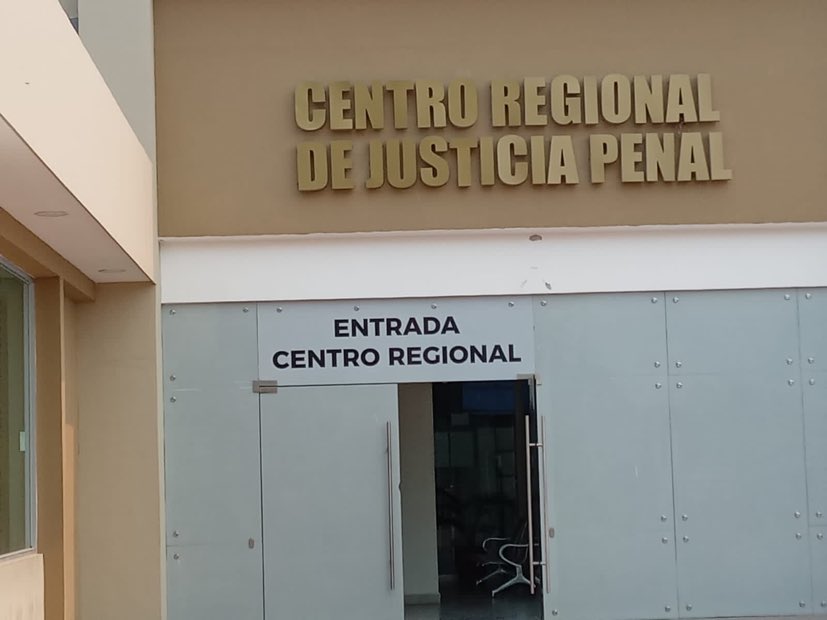 CENTRO REGIONAL
DE JUSTICIA PENAL
ENTRADA
CENTRO REGIONAL